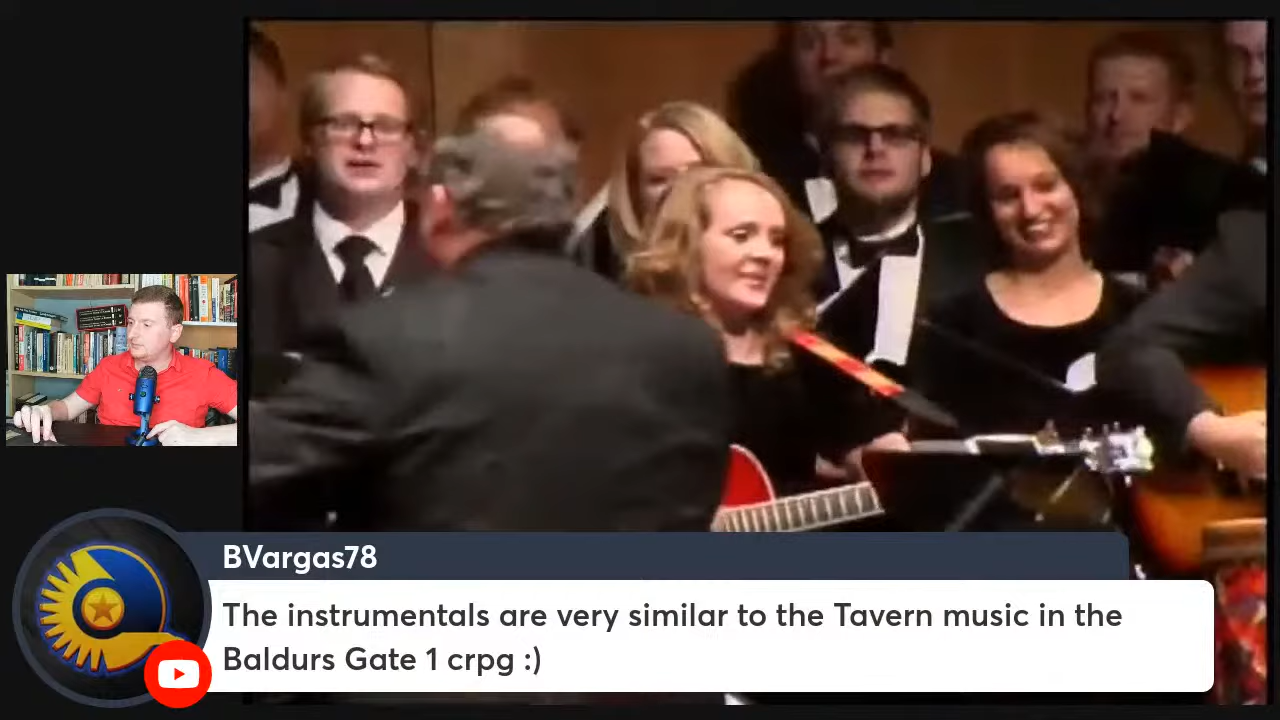 BVargas78
The instrumentals are very similar to the Tavern music in the
Baldurs Gate 1 crpg :)